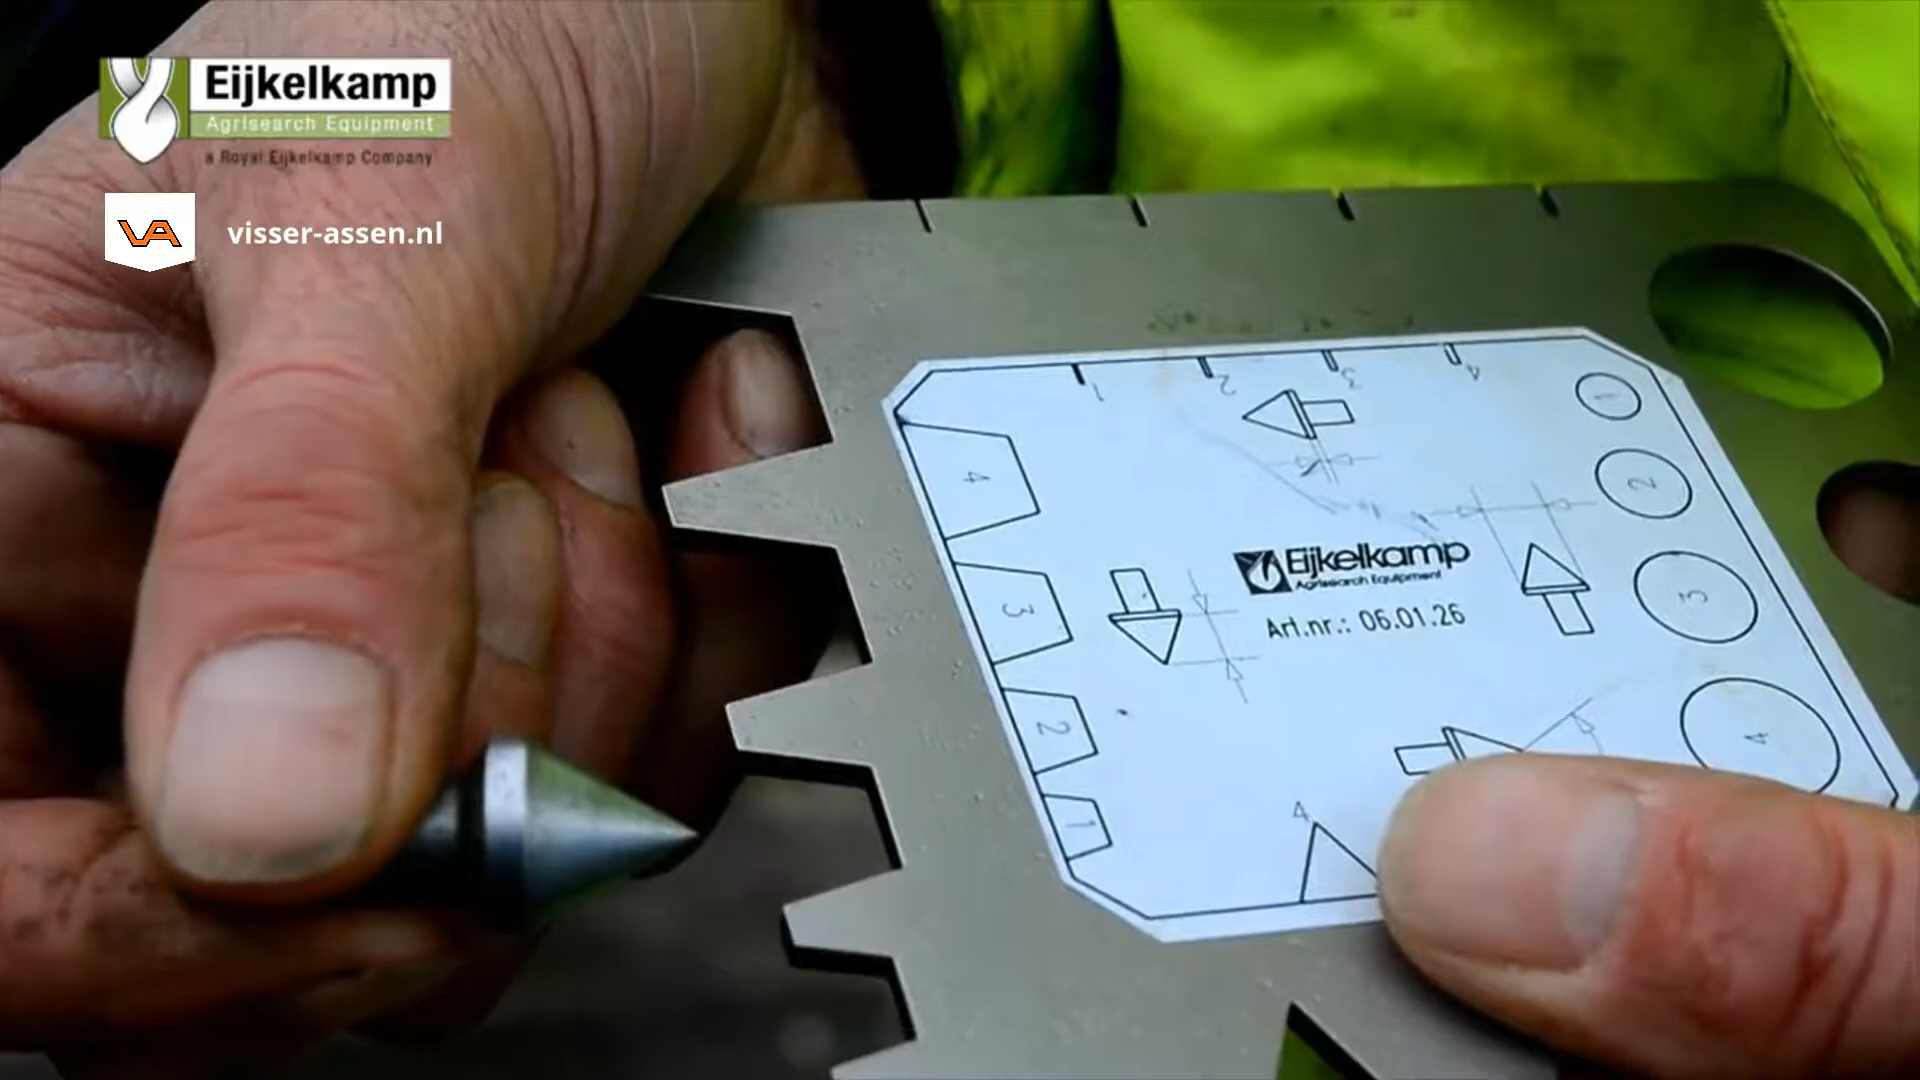 Eijkelkamp
Agrisearch Equipment
a Royal Eijkelkamp Company
VA
visser-assen.nl
1
2
3
4
1
4
2
Eijkelkamp
Agrisearch Equipment
3
3
Art.nr.: 06.01.26
2
4
1
4